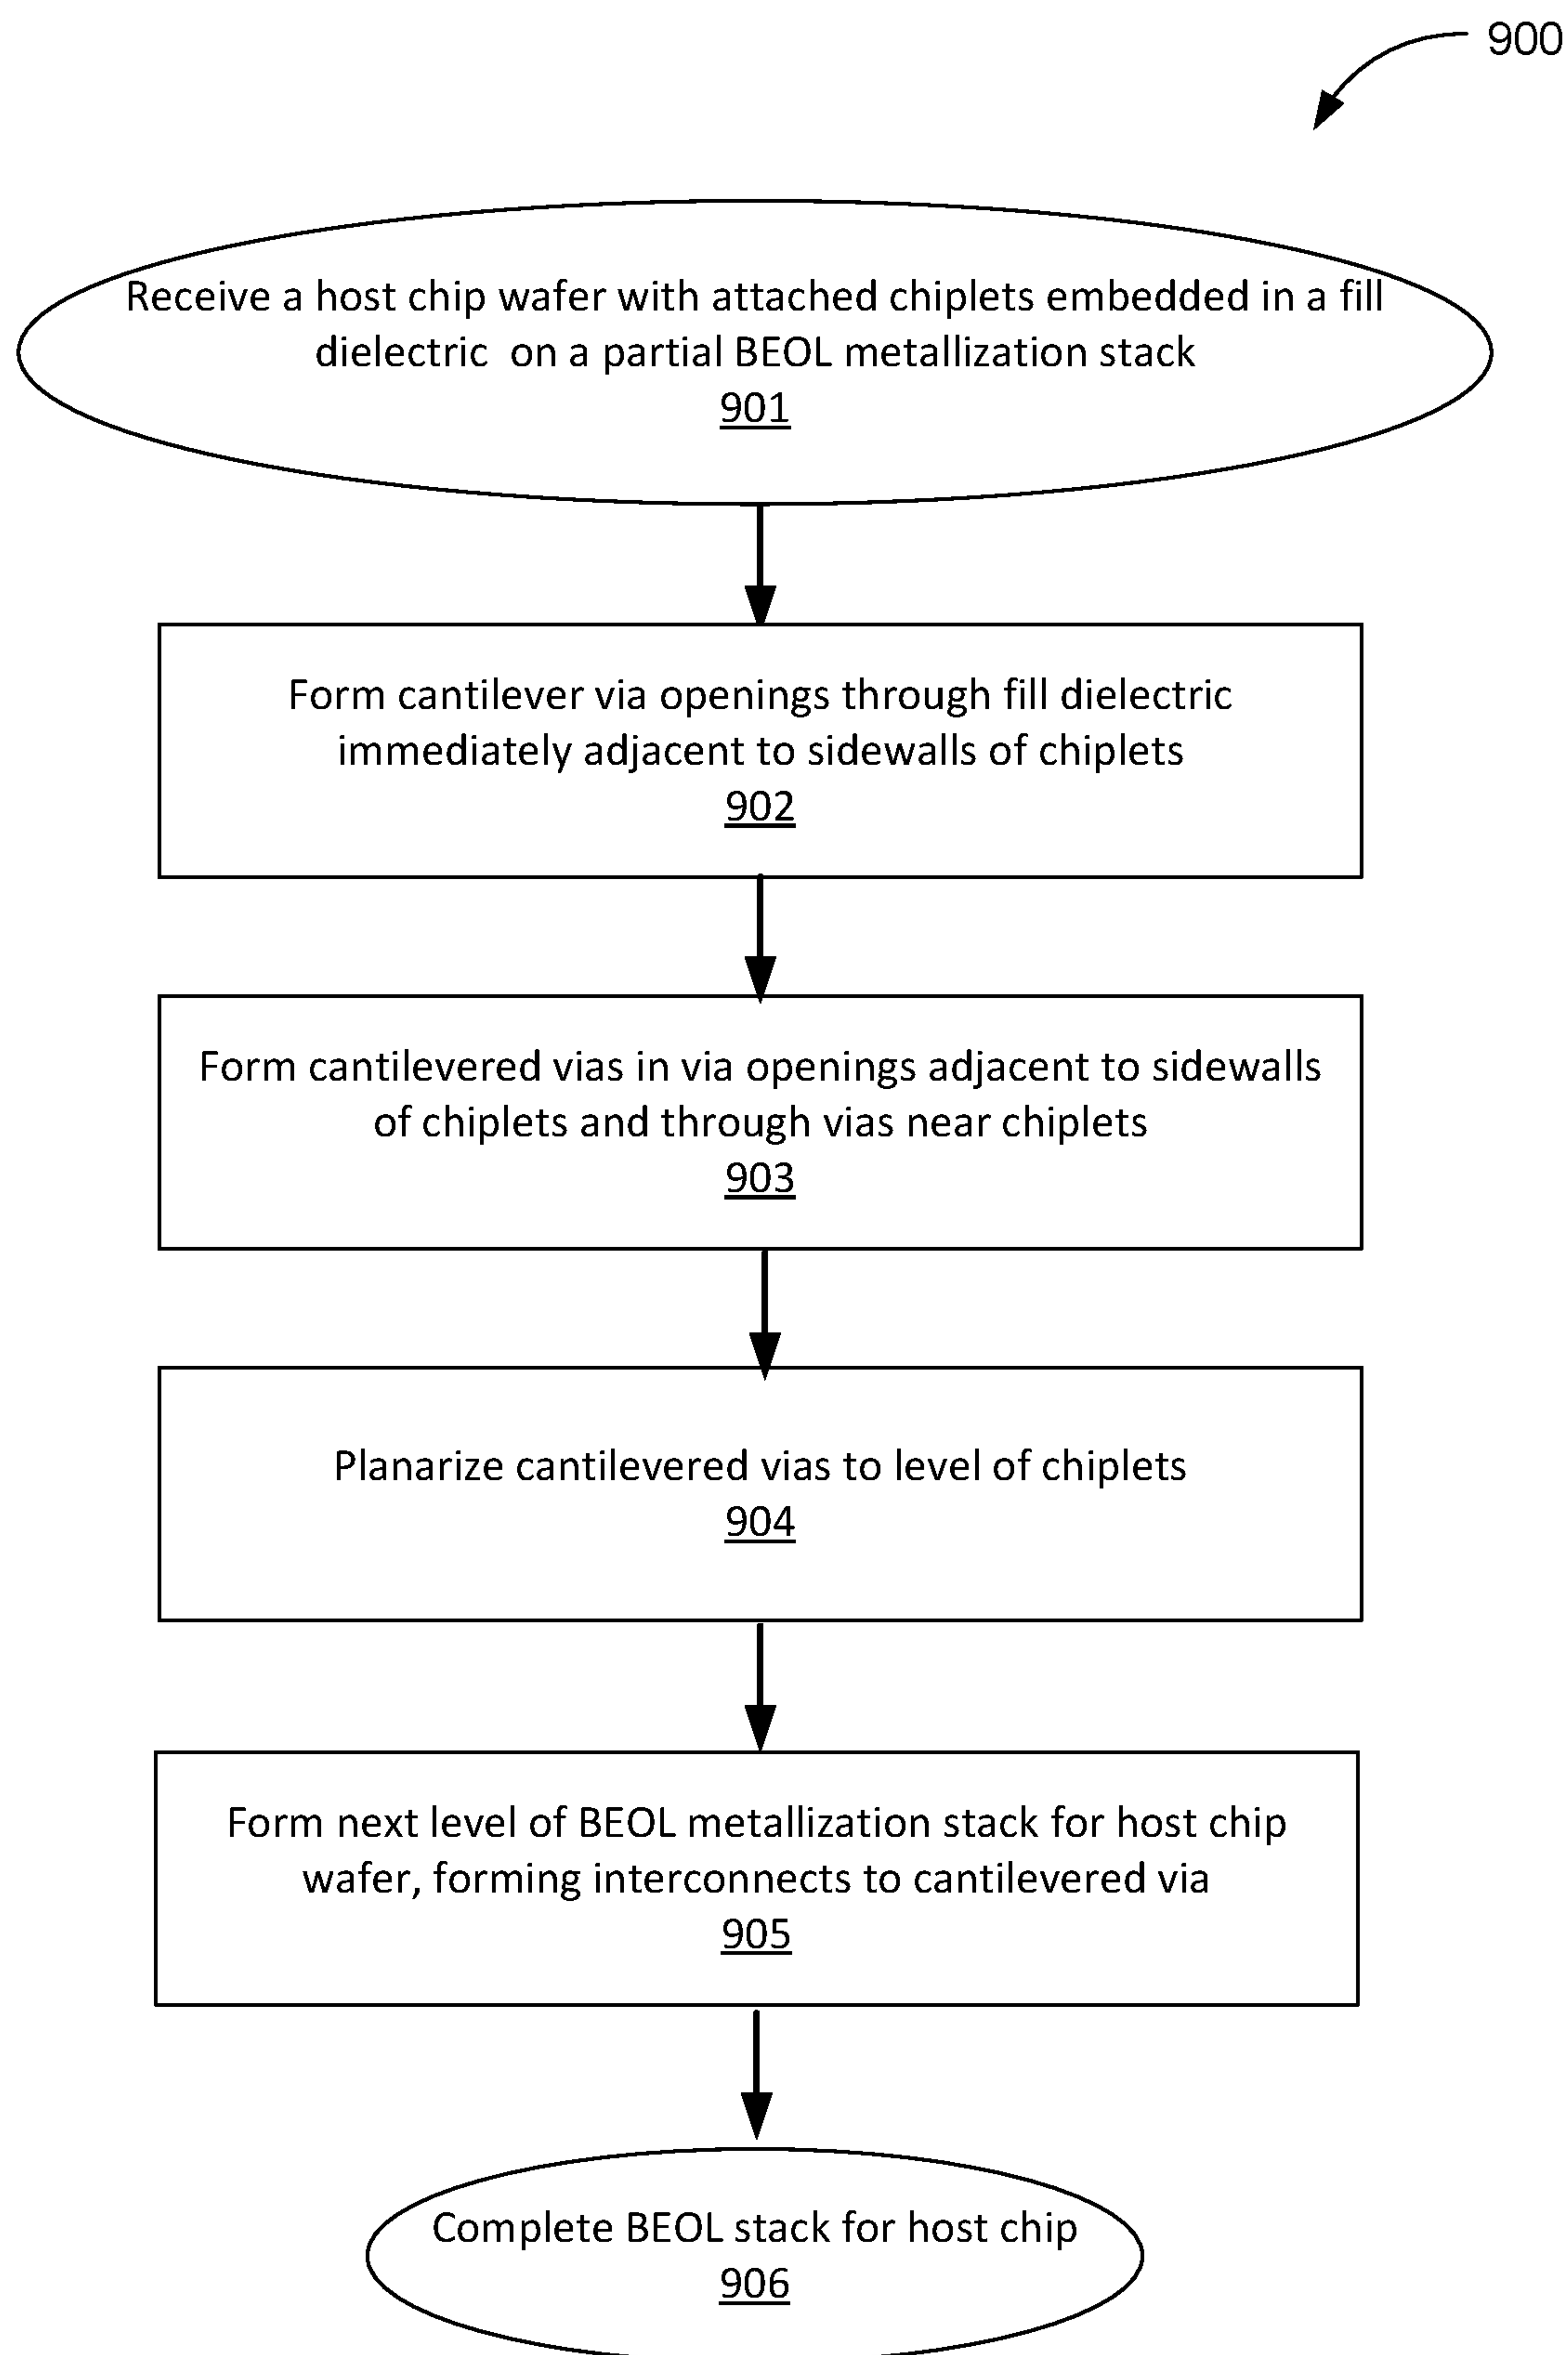 900
Receive a host chip wafer with attached chiplets embedded in a fill
dielectric on a partial BEOL metallization stack
901
Form cantilever via openings through fill dielectric
immediately adjacent to sidewalls of chiplets
902
Form cantilevered vias in via openings adjacent to sidewalls
of chiplets and through vias near chiplets
903
Planarize cantilevered vias to level of chiplets
904
Form next level of BEOL metallization stack for host chip
wafer, forming interconnects to cantilevered via
905
Complete BEOL stack for host chip
906